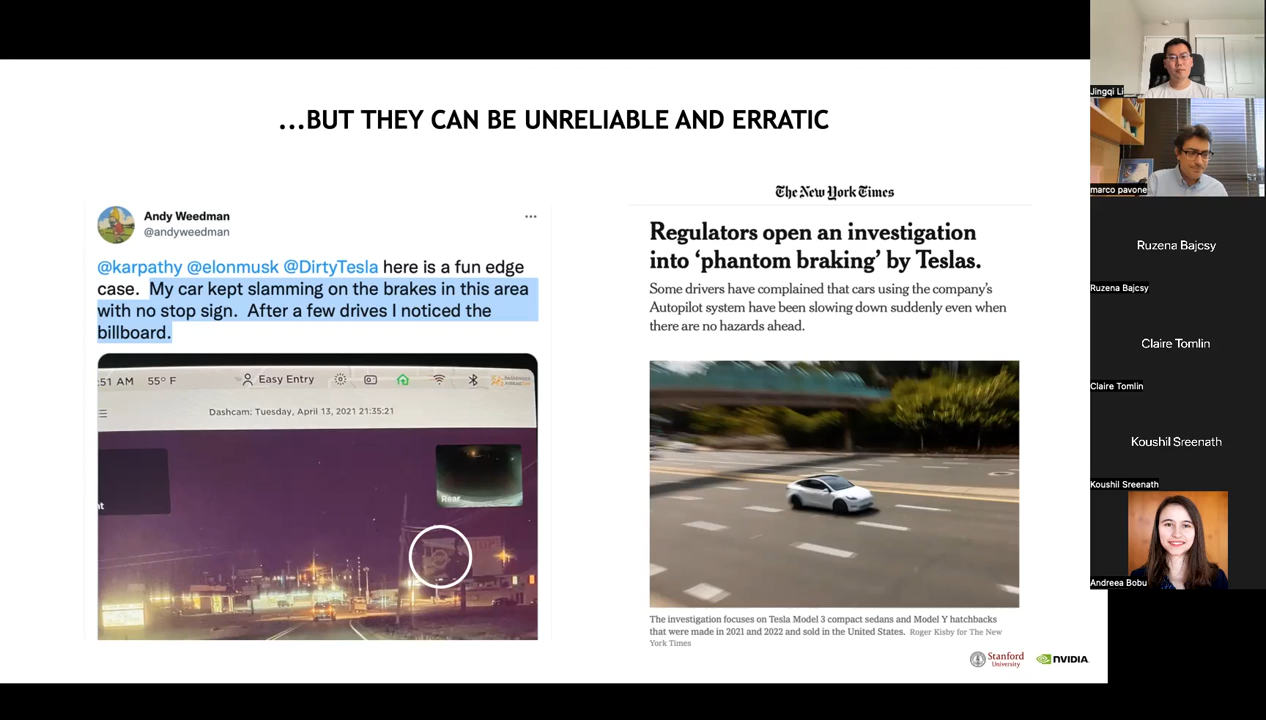 ...BUT THEY CAN BE UNRELIABLE AND ERRATIC
Andy Weedman
@andyweedman
@karpathy @elonmusk @DirtyTesla here is a fun edge
case. My car kept slamming on the brakes in this area
with no stop sign. After a few drives I noticed the
billboard.
:51 AM 55° F Easy Entry
Dashcam: Tuesday, April 13, 2021 21:35:21
Rear
The New York Times
Regulators open an investigation
into ‘phantom braking’ by Teslas.
Some drivers have complained that cars using the company’s
Autopilot system have been slowing down suddenly even when
there are no hazards ahead.
The investigation focuses on Tesla Model 3 compact sedans and Model Y hatchbacks
that were made in 2021 and 2022 and sold in the United States. Roger Kisby for The New
York Times
Stanford
University
NVIDIA.
Jingqi Li
marco pavone
Ruzena Bajcsy
Ruzena Bajcsy
Claire Tomlin
Claire Tomlin
Koushil Sreenath
Koushil Sreenath
Andreea Bobu